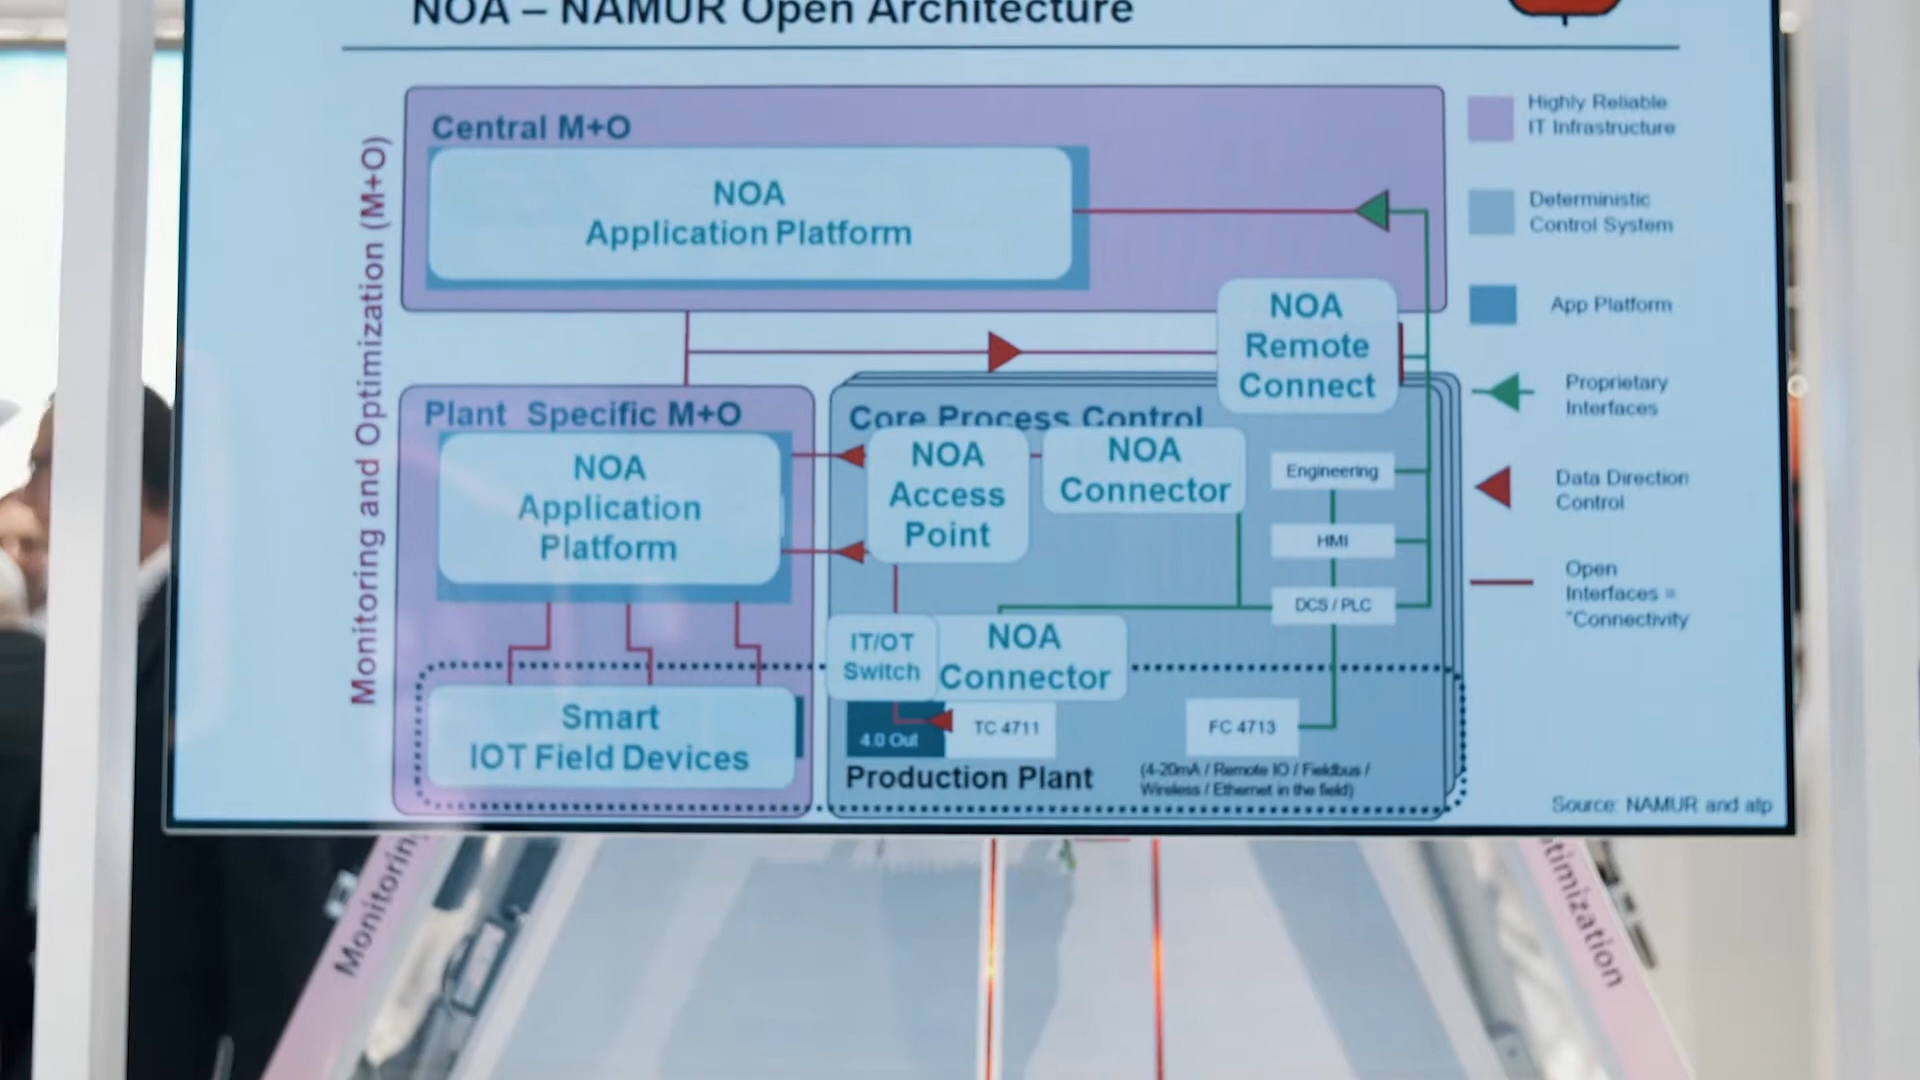 NOA – NAMUR Open Architecture
Monitoring and Optimization (M+O)
Central M+O
NOA
Application Platform
NOA
Remote
Connect
Plant Specific M+O
NOA
Application
Platform
Smart
IOT Field Devices
Core Process Control
NOA
Access
Point
NOA
Connector
Engineering
HMI
DCS / PLC
IT/OT
Switch
NOA
Connector
4.0 Out
TC 4711
FC 4713
Production Plant
(4-20mA / Remote IO / Fieldbus /
Wireless / Ethernet in the field)
Highly Reliable
IT Infrastructure
Deterministic
Control System
App Platform
Proprietary
Interfaces
Data Direction
Control
Open
Interfaces =
"Connectivity
Source: NAMUR and atp
Monitoring
timization